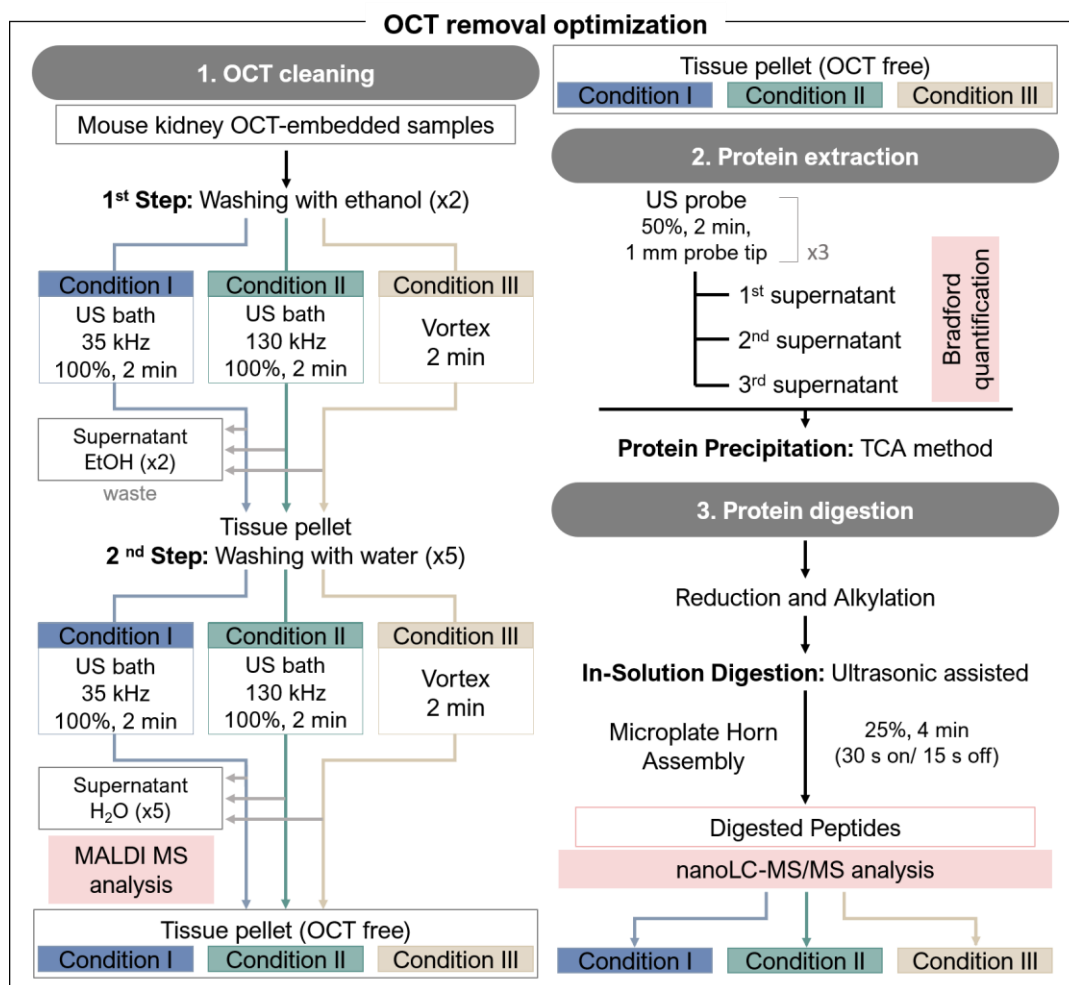 OCT removal optimization
1. OCT cleaning
Mouse kidney OCT-embedded samples
1st Step: Washing with ethanol (x2)
Condition I
US bath
35 kHz
100%, 2 min
Condition II
US bath
130 kHz
100%, 2 min
Condition III
Vortex
2 min
Supernatant
EtOH (x2)
waste
Tissue pellet
2 nd Step: Washing with water (x5)
Condition I
US bath
35 kHz
100%, 2 min
Condition II
US bath
130 kHz
100%, 2 min
Condition III
Vortex
2 min
Supernatant
H2O (x5)
MALDI MS
analysis
Tissue pellet (OCT free)
Condition I
Condition II
Condition III
Tissue pellet (OCT free)
Condition I
Condition II
Condition III
2. Protein extraction
US probe
50%, 2 min,
1 mm probe tip
x3
1st supernatant
2nd supernatant
3rd supernatant
Bradford
quantification
Protein Precipitation: TCA method
3. Protein digestion
Reduction and Alkylation
In-Solution Digestion: Ultrasonic assisted
Microplate Horn
Assembly
25%, 4 min
(30 s on/ 15 s off)
Digested Peptides
nanoLC-MS/MS analysis
Condition I
Condition II
Condition III